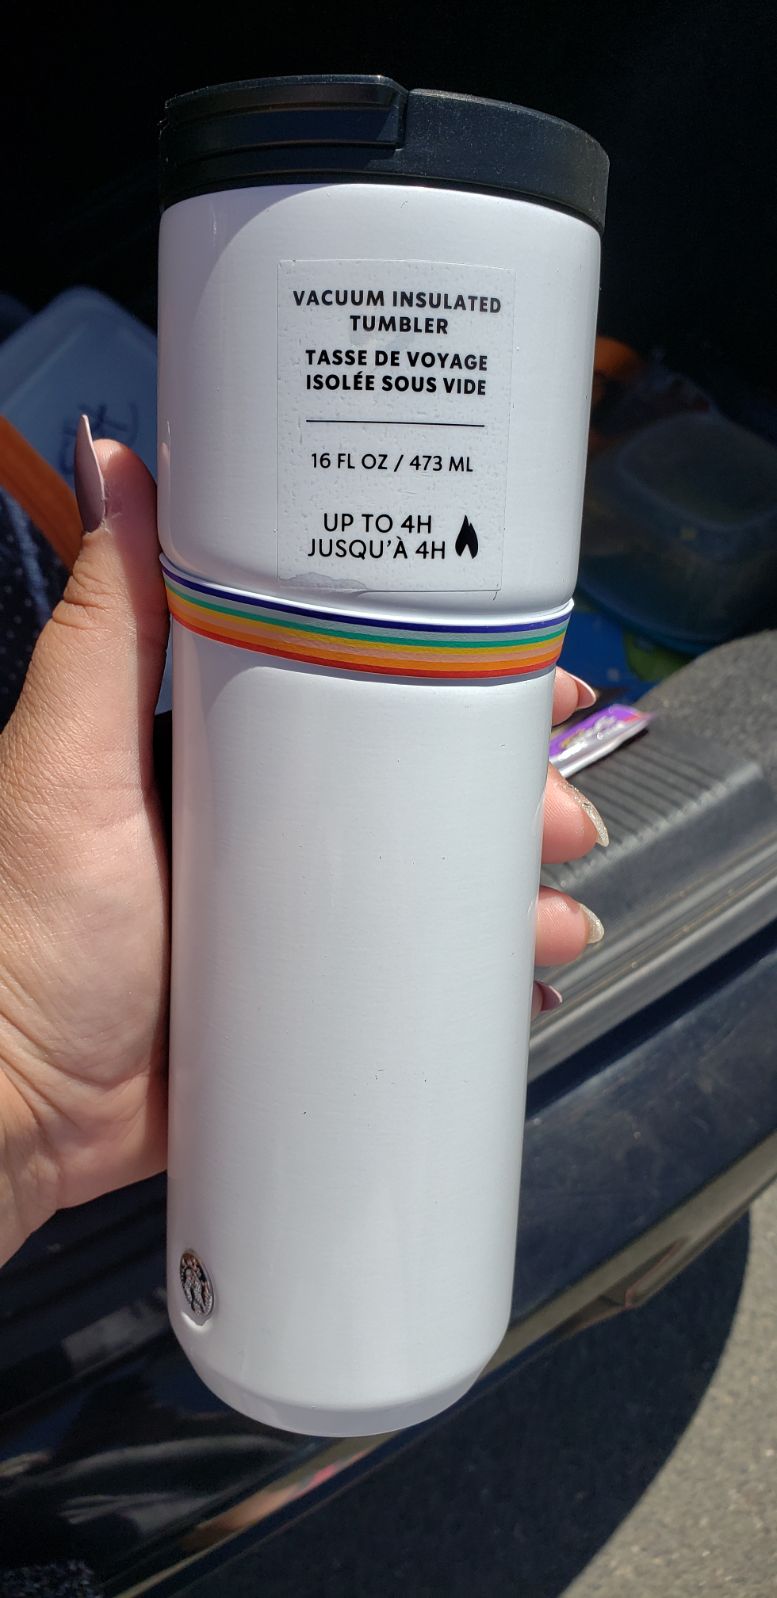 VACUUM INSULATED
TUMBLER
TASSE DE VOYAGE
ISOLÉE SOUS VIDE
16 FL OZ / 473 ML
UP TO 4H
JUSQU'À 4H